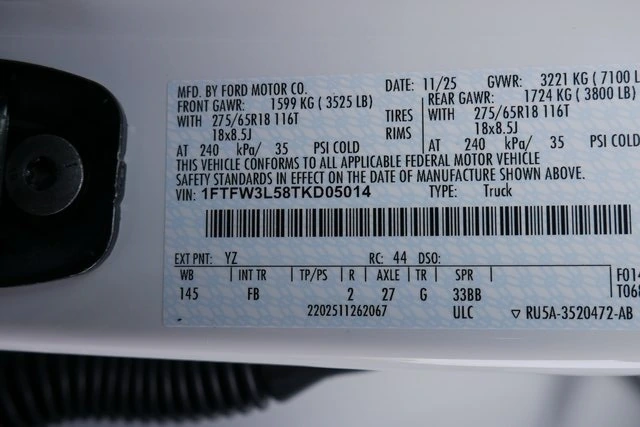 MFD. BY FORD MOTOR CO. DATE: 11/25 GVWR: 3221 KG ( 7100 L
FRONT GAWR: 1599 KG ( 3525 LB) REAR GAWR: 1724 KG ( 3800 LB)
WITH 275/65R18 116T TIRES WITH 275/65R18 116T
18x8.5J RIMS 18x8.5J
AT 240 kPa/ 35 PSI COLD AT 240 kPa/ 35 PSI COLD
THIS VEHICLE CONFORMS TO ALL APPLICABLE FEDERAL MOTOR VEHICLE
SAFETY STANDARDS IN EFFECT ON THE DATE OF MANUFACTURE SHOWN ABOVE.
VIN: 1FTFW3L58TKD05014 TYPE: Truck
EXT PNT: YZ RC: 44 DSO:
WB INT TR TP/PS R AXLE TR SPR F014
145 FB 2 27 G 33BB T068
2202511262067 ULC ▽ RU5A-3520472-AB